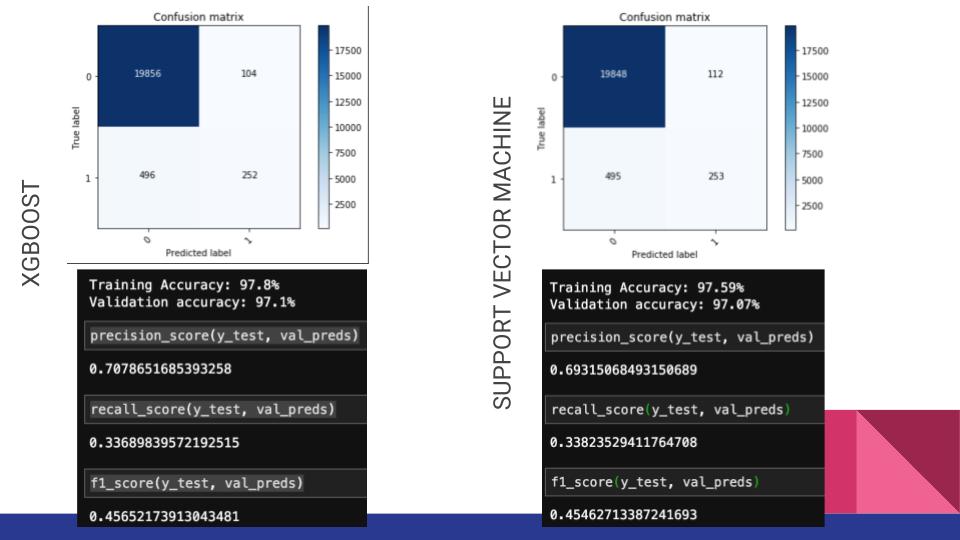 XGBOOST
Confusion matrix
True label
0
1
19856
104
496
252
0
1
Predicted label
17500
15000
12500
10000
7500
5000
2500
Training Accuracy: 97.8%
Validation accuracy: 97.1%
precision_score(y_test, val_preds)
0.7078651685393258
recall_score(y_test, val_preds)
0.33689839572192515
f1_score(y_test, val_preds)
0.45652173913043481
SUPPORT VECTOR MACHINE
Confusion matrix
True label
0
1
19848
112
495
253
0
1
Predicted label
17500
15000
12500
10000
7500
5000
2500
Training Accuracy: 97.59%
Validation accuracy: 97.07%
precision_score(y_test, val_preds)
0.69315068493150689
recall_score(y_test, val_preds)
0.33823529411764708
f1_score(y_test, val_preds)
0.45462713387241693